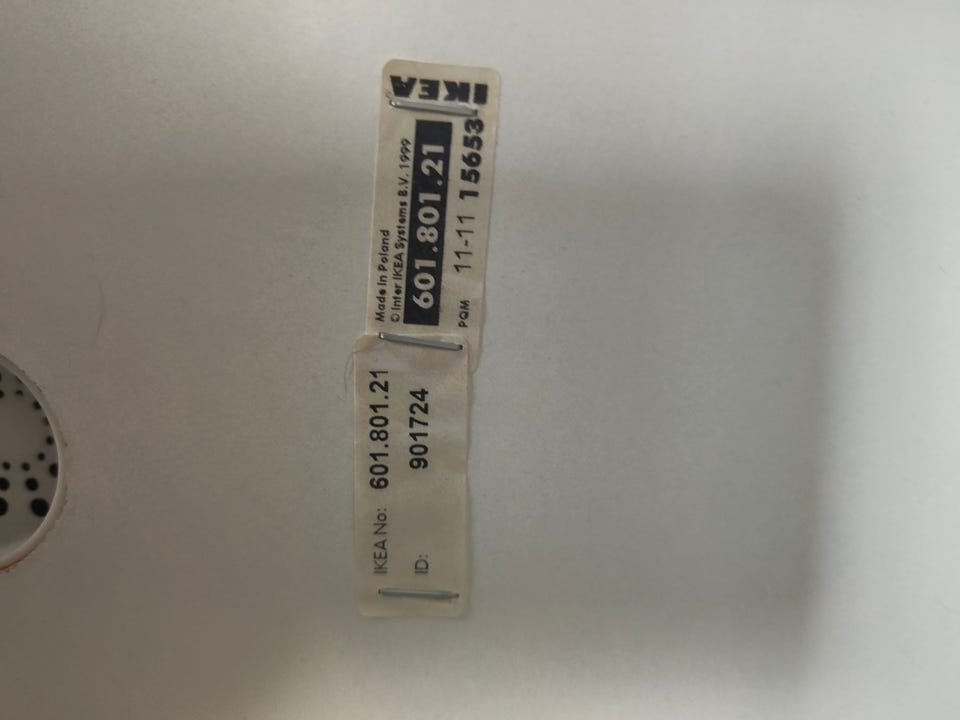 IKEA
Made in Poland
© Inter IKEA Systems B.V. 1999
601.801.21
PQM 11-11 15653
IKEA No: 601.801.21
ID: 901724